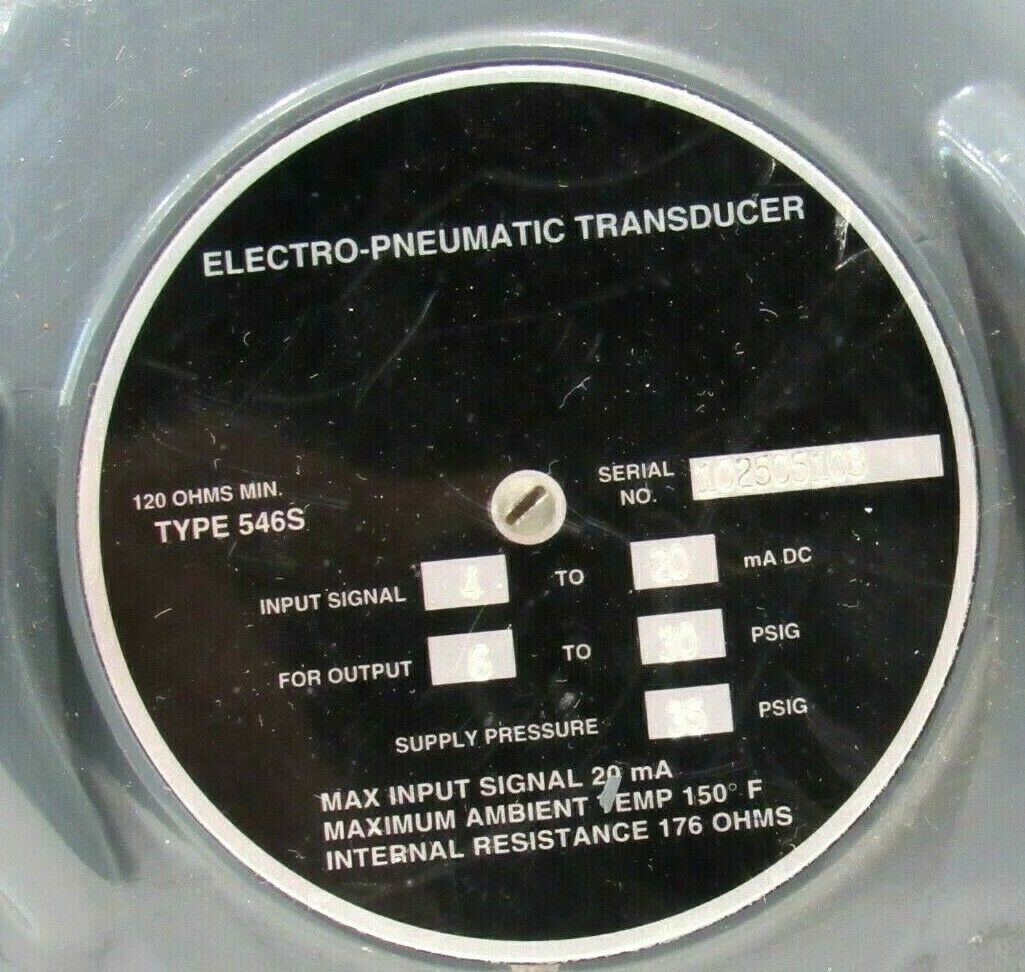 ELECTRO-PNEUMATIC TRANSDUCER
120 OHMS MIN.
TYPE 546S
SERIAL
NO.
INPUT SIGNAL 4 TO 20 mA DC
FOR OUTPUT 6 TO 30 PSIG
SUPPLY PRESSURE 35 PSIG
MAX INPUT SIGNAL 20 mA
MAXIMUM AMBIENT TEMP 150° F
INTERNAL RESISTANCE 176 OHMS